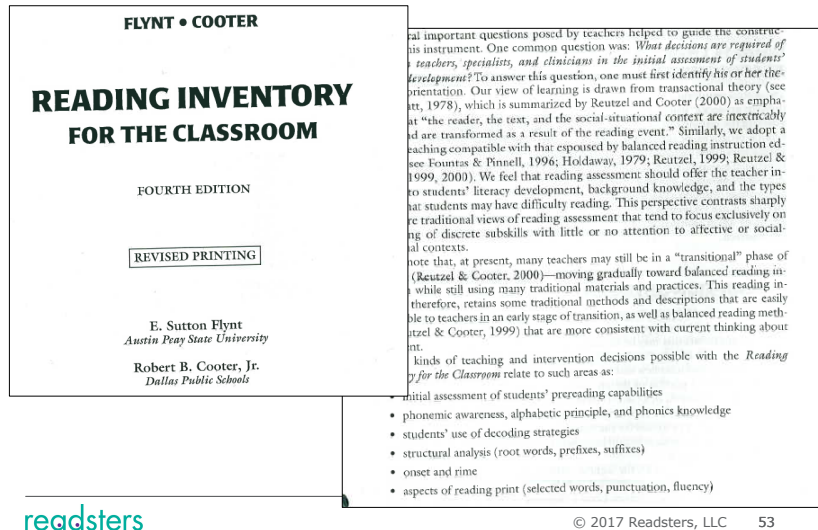 FLYNT • COOTER
READING INVENTORY
FOR THE CLASSROOM
FOURTH EDITION
REVISED PRINTING
E. Sutton Flynt
Austin Peay State University
Robert B. Cooter, Jr.
Dallas Public Schools
ral important questions posed by teachers helped to guide the construc-
his instrument. One common question was: What decisions are required of
teachers, specialists, and clinicians in the initial assessment of students'
development? To answer this question, one must first identify his or her the-
orientation. Our view of learning is drawn from transactional theory (see
att, 1978), which is summarized by Reutzel and Cooter (2000) as empha-
at “the reader, the text, and the social-situational context are inextricably
nd are transformed as a result of the reading event.” Similarly, we adopt a
eaching compatible with that espoused by balanced reading instruction ed-
see Fountas & Pinnell, 1996; Holdaway, 1979; Reutzel, 1999; Reutzel &
1999, 2000). We feel that reading assessment should offer the teacher in-
to students' literacy development, background knowledge, and the types
hat students may have difficulty reading. This perspective contrasts sharply
re traditional views of reading assessment that tend to focus exclusively on
ng of discrete subskills with little or no attention to affective or social-
al contexts.
note that, at present, many teachers may still be in a “transitional” phase of
(Reutzel & Cooter, 2000)—moving gradually toward balanced reading in-
while still using many traditional materials and practices. This reading in-
therefore, retains some traditional methods and descriptions that are easily
ble to teachers in an early stage of transition, as well as balanced reading meth-
utzel & Cooter, 1999) that are more consistent with current thinking about
nt.
kinds of teaching and intervention decisions possible with the Reading
y for the Classroom relate to such areas as:
• initial assessment of students' prereading capabilities
• phonemic awareness, alphabetic principle, and phonics knowledge
• students' use of decoding strategies
• structural analysis (root words, prefixes, suffixes)
• onset and rime
• aspects of reading print (selected words, punctuation, fluency)
readsters
© 2017 Readsters, LLC 53